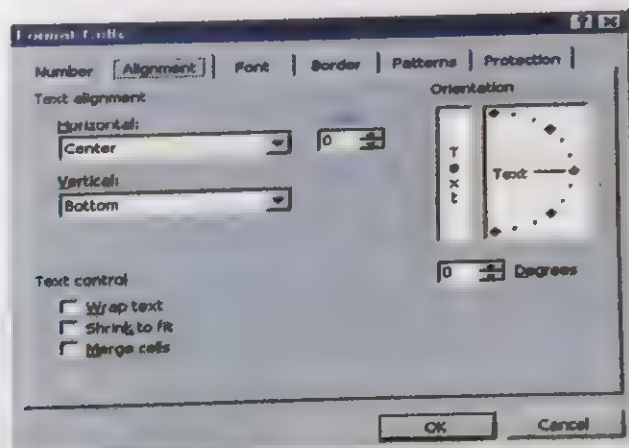 Format Cells
Number Alignment Font Border Patterns Protection
Text alignment
Horizontal:
Center
0
Vertical:
Bottom
Orientation
Text
Text
0 Degrees
Text control
Wrap text
Shrink to fit
Merge cells
OK Cancel